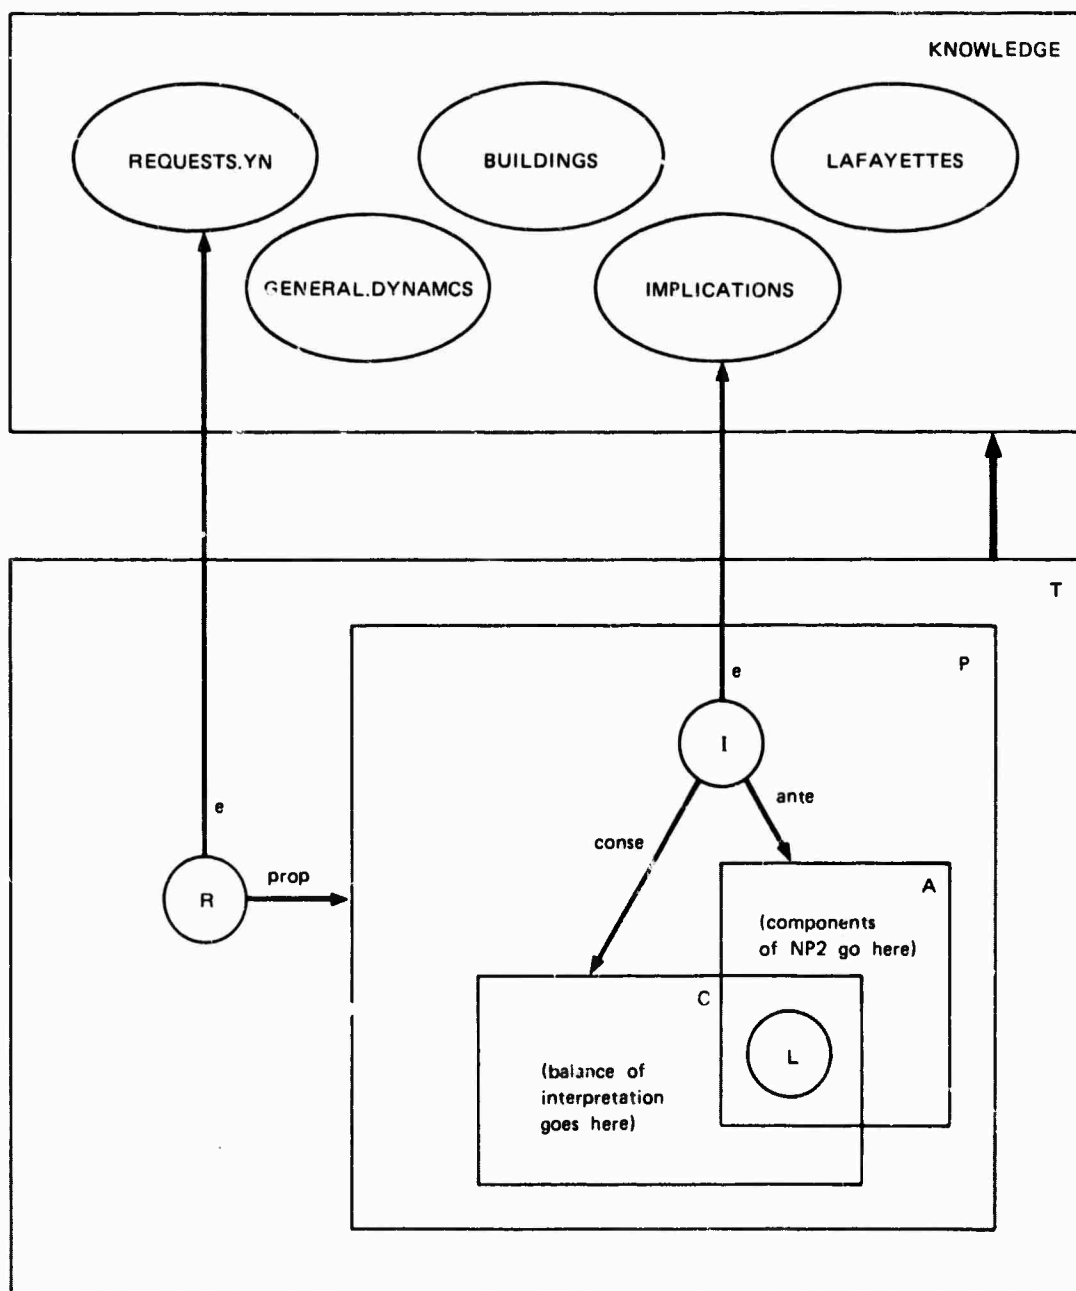 KNOWLEDGE
REQUESTS.YN
BUILDINGS
LAFAYETTES
GENERAL.DYNAMCS
IMPLICATIONS
T
P
e
I
ante
conse
e
prop
R
A
(components
of NP2 go here)
C
L
(balance of
interpretation
goes here)